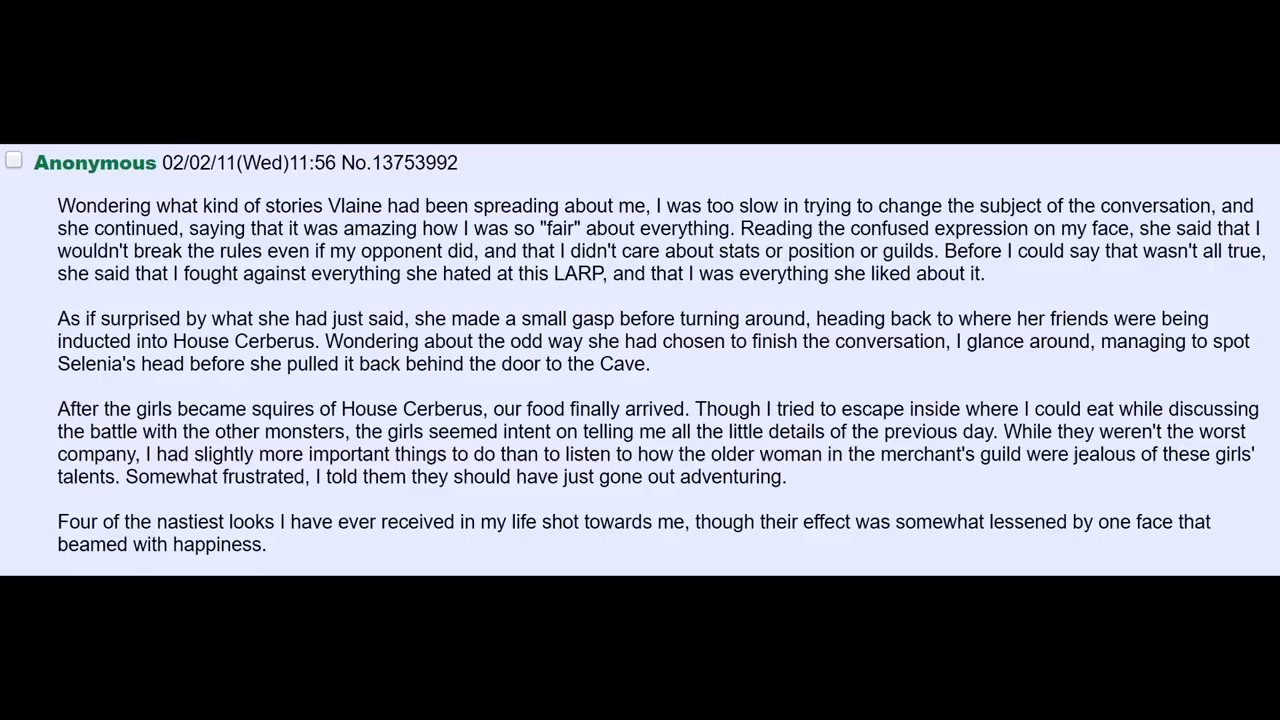 Anonymous 02/02/11(Wed)11:56 No.13753992
Wondering what kind of stories Vlaine had been spreading about me, I was too slow in trying to change the subject of the conversation, and
she continued, saying that it was amazing how I was so "fair" about everything. Reading the confused expression on my face, she said that I
wouldn't break the rules even if my opponent did, and that I didn't care about stats or position or guilds. Before I could say that wasn't all true,
she said that I fought against everything she hated at this LARP, and that I was everything she liked about it.
As if surprised by what she had just said, she made a small gasp before turning around, heading back to where her friends were being
inducted into House Cerberus. Wondering about the odd way she had chosen to finish the conversation, I glance around, managing to spot
Selenia's head before she pulled it back behind the door to the Cave.
After the girls became squires of House Cerberus, our food finally arrived. Though I tried to escape inside where I could eat while discussing
the battle with the other monsters, the girls seemed intent on telling me all the little details of the previous day. While they weren't the worst
company, I had slightly more important things to do than to listen to how the older woman in the merchant's guild were jealous of these girls'
talents. Somewhat frustrated, I told them they should have just gone out adventuring.
Four of the nastiest looks I have ever received in my life shot towards me, though their effect was somewhat lessened by one face that
beamed with happiness.